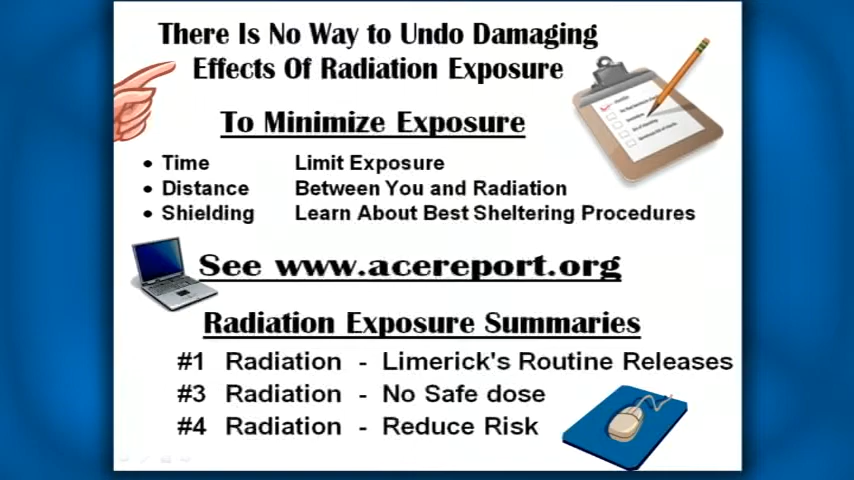 There Is No Way to Undo Damaging
Effects Of Radiation Exposure
To Minimize Exposure
• Time Limit Exposure
• Distance Between You and Radiation
• Shielding Learn About Best Sheltering Procedures
See www.acereport.org
Radiation Exposure Summaries
#1 Radiation - Limerick's Routine Releases
#3 Radiation - No Safe dose
#4 Radiation - Reduce Risk